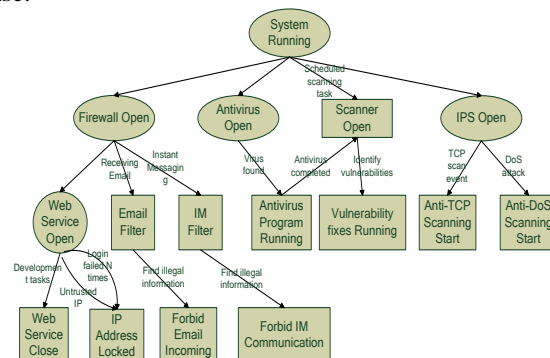 System
Running
Scheduled
scanning
task
Firewall Open
Antivirus
Open
Scanner
Open
IPS Open
Receiving
Email
Instant
Messagin
g
Virus
found
Antivirus
completed
Identify
vulnerabilities
TCP
scan
event
DoS
attack
Web
Service
Open
Email
Filter
IM
Filter
Antivirus
Program
Running
Vulnerability
fixes Running
Anti-TCP
Scanning
Start
Anti-DoS
Scanning
Start
Developmen
t tasks
Login
failed N
times
Untrusted
IP
Find illegal
information
Find illegal
information
Web
Service
Close
IP
Address
Locked
Forbid
Email
Incoming
Forbid IM
Communication